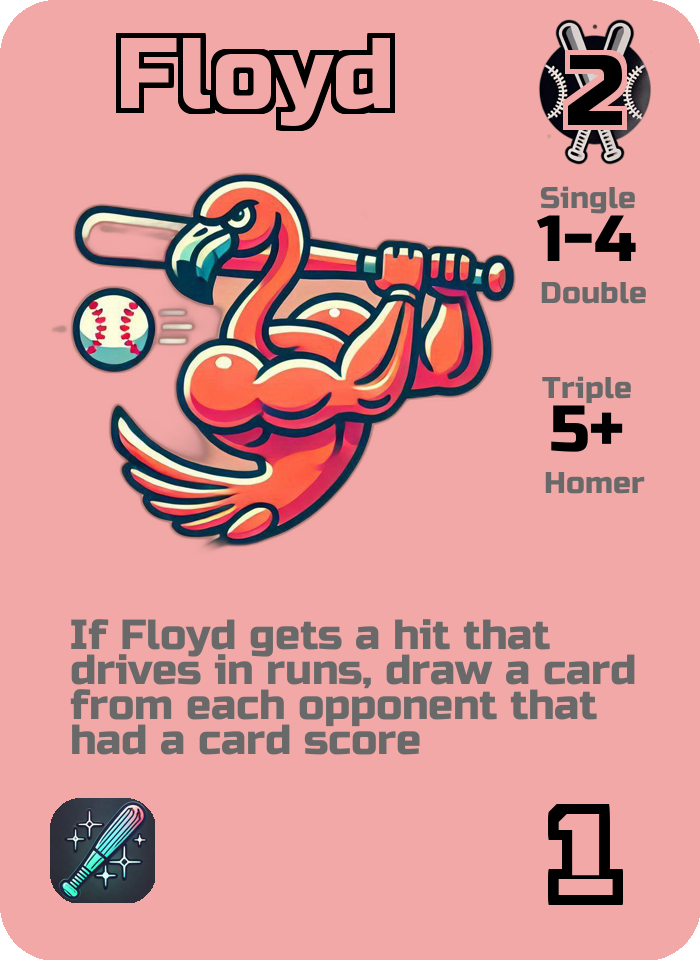 Floyd
2
Single
1-4
Double
Triple
5+
Homer
If Floyd gets a hit that
drives in runs, draw a card
from each opponent that
had a card score
1